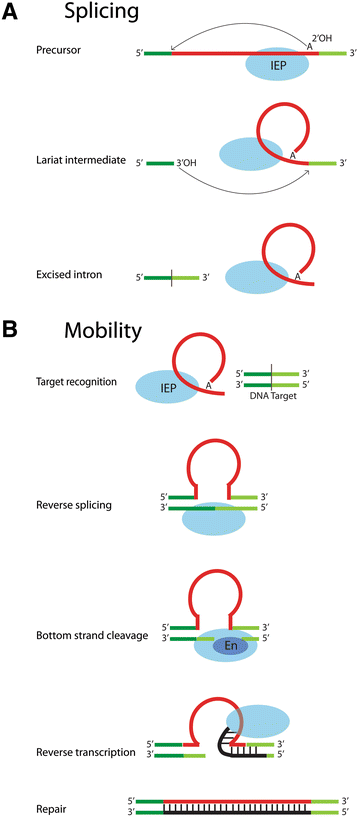 A Splicing
Precursor
5′ A 2′OH 3′
IEP
Lariat intermediate
5′ 3′OH A 3′
Excised intron
5′ 3′ A
B Mobility
Target recognition
IEP A
5′ 3′
3′ 5′
DNA Target
Reverse splicing
5′ 3′
3′ 5′
Bottom strand cleavage
5′ 3′
3′ 5′
En
Reverse transcription
5′ 3′
3′ 5′
Repair
5′ 3′
3′ 5′